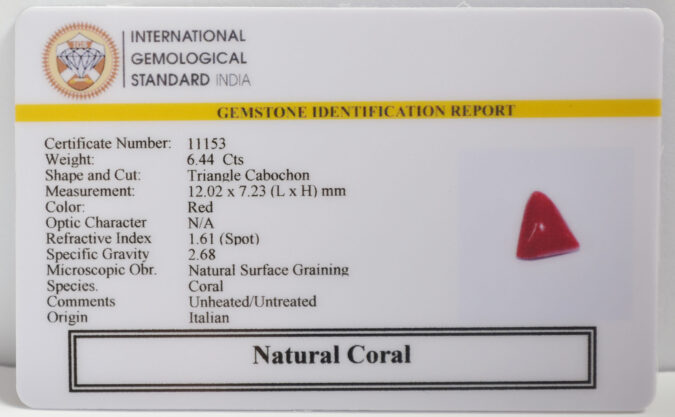 INTERNATIONAL
GEMOLOGICAL
STANDARD INDIA
GEMSTONE IDENTIFICATION REPORT
Certificate Number: 11153
Weight: 6.44 Cts
Shape and Cut: Triangle Cabochon
Measurement: 12.02 x 7.23 (L x H) mm
Color: Red
Optic Character N/A
Refractive Index 1.61 (Spot)
Specific Gravity 2.68
Microscopic Obr. Natural Surface Graining
Species. Coral
Comments Unheated/Untreated
Origin Italian
Natural Coral